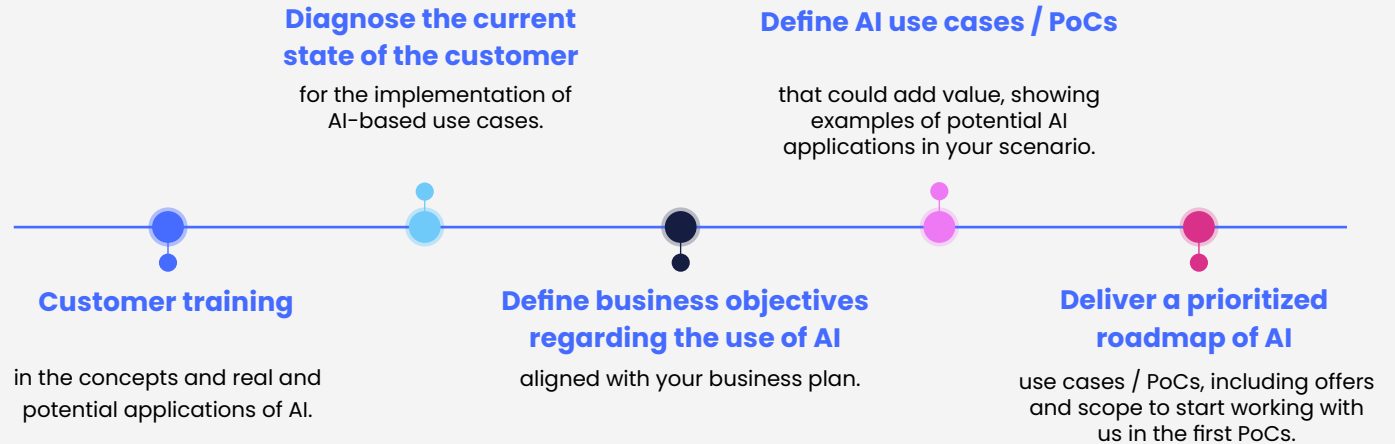 Diagnose the current
state of the customer
for the implementation of
AI-based use cases.
Define AI use cases / PoCs
that could add value, showing
examples of potential AI
applications in your scenario.
Customer training
in the concepts and real and
potential applications of AI.
Define business objectives
regarding the use of AI
aligned with your business plan.
Deliver a prioritized
roadmap of AI
use cases / PoCs, including offers
and scope to start working with
us in the first PoCs.